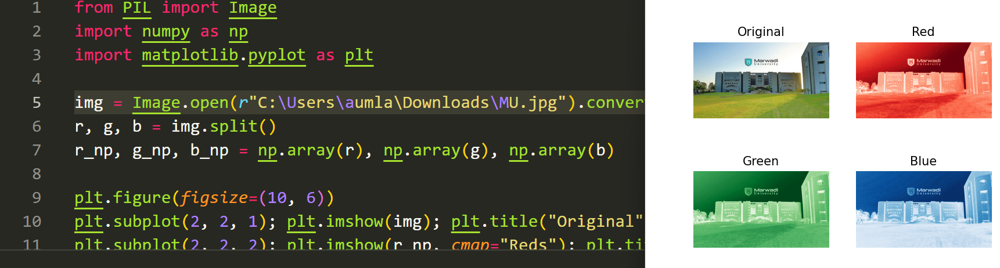 1 from PIL import Image
2 import numpy as np
3 import matplotlib.pyplot as plt
4
5 img = Image.open(r"C:\Users\aumla\Downloads\MU.jpg").conver
6 r, g, b = img.split()
7 r_np, g_np, b_np = np.array(r), np.array(g), np.array(b)
8
9 plt.figure(figsize=(10, 6))
10 plt.subplot(2, 2, 1); plt.imshow(img); plt.title("Original"
11 plt.subplot(2, 2, 2); plt.imshow(r_np, cmap="Reds"); plt.ti
Original
Marwadi
University
Red
Marwadi
University
Green
Marwadi
University
Blue
Marwadi
University